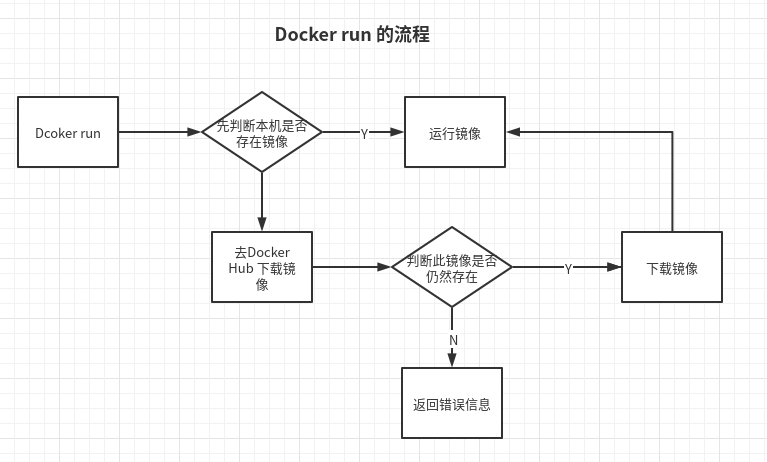 Docker run 的流程
Dcoker run
先判断本机是否
存在镜像
Y
运行镜像
去Docker
Hub 下载镜
像
判断此镜像是否
仍然存在
Y
下载镜像
N
返回错误信息